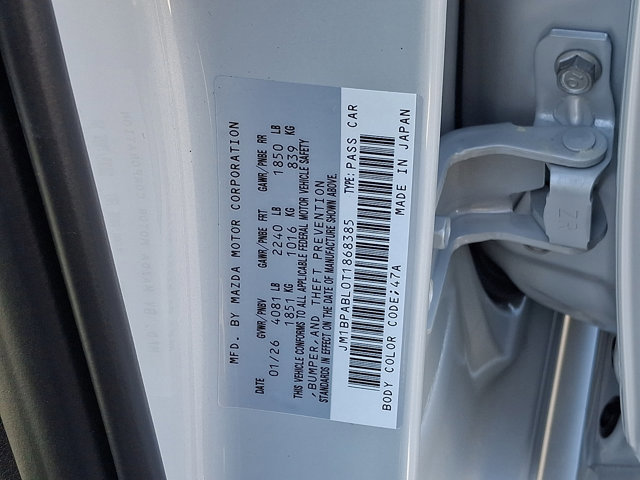 MFD. BY MAZDA MOTOR CORPORATION
DATE GVWR/PNBV GAWR/PNBE FRT GAWR/PNBE RR
01/26 4081 LB 2240 LB 1850 LB
1851 KG 1016 KG 839 KG
THIS VEHICLE CONFORMS TO ALL APPLICABLE FEDERAL MOTOR VEHICLE SAFETY
,BUMPER,AND THEFT PREVENTION
STANDARDS IN EFFECT ON THE DATE OF MANUFACTURE SHOWN ABOVE.
JM1BPABL0T1868385 TYPE:PASS CAR
BODY COLOR CODE;47A MADE IN JAPAN
ZR